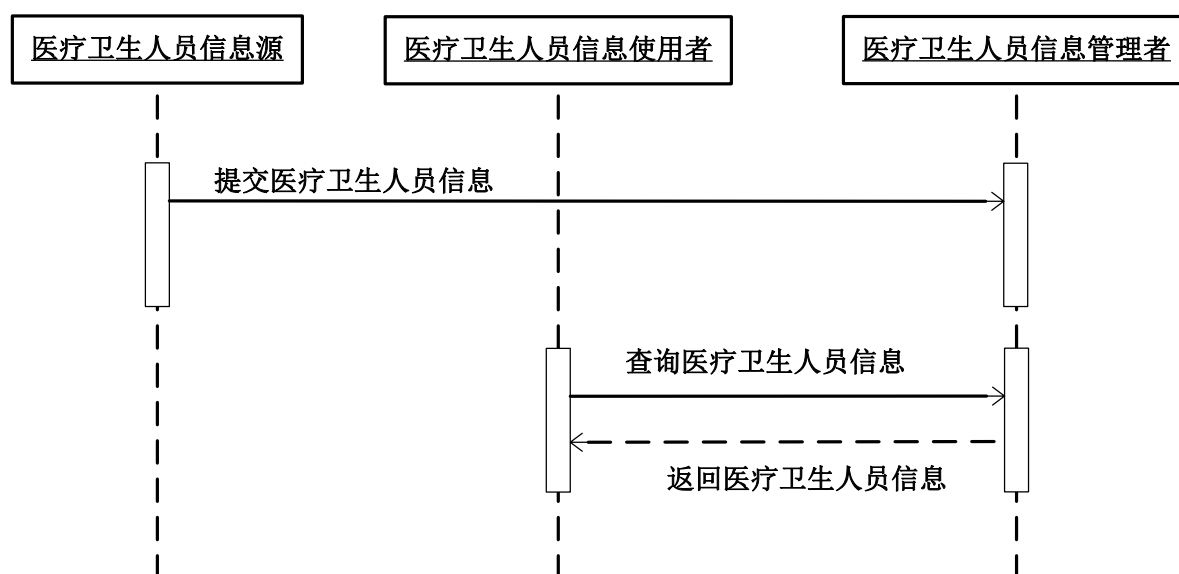 医疗卫生人员信息源
医疗卫生人员信息使用者
医疗卫生人员信息管理者
提交医疗卫生人员信息
查询医疗卫生人员信息
返回医疗卫生人员信息